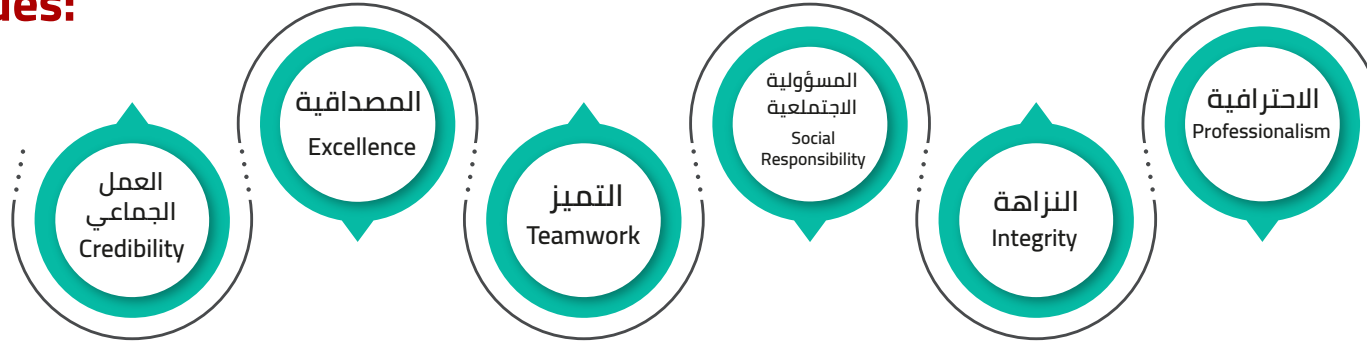 ues:
العمل
الجماعي
Credibility
المصداقية
Excellence
التميز
Teamwork
المسؤولية
الاجتملعية
Social
Responsibility
النزاهة
Integrity
الاحترافية
Professionalism